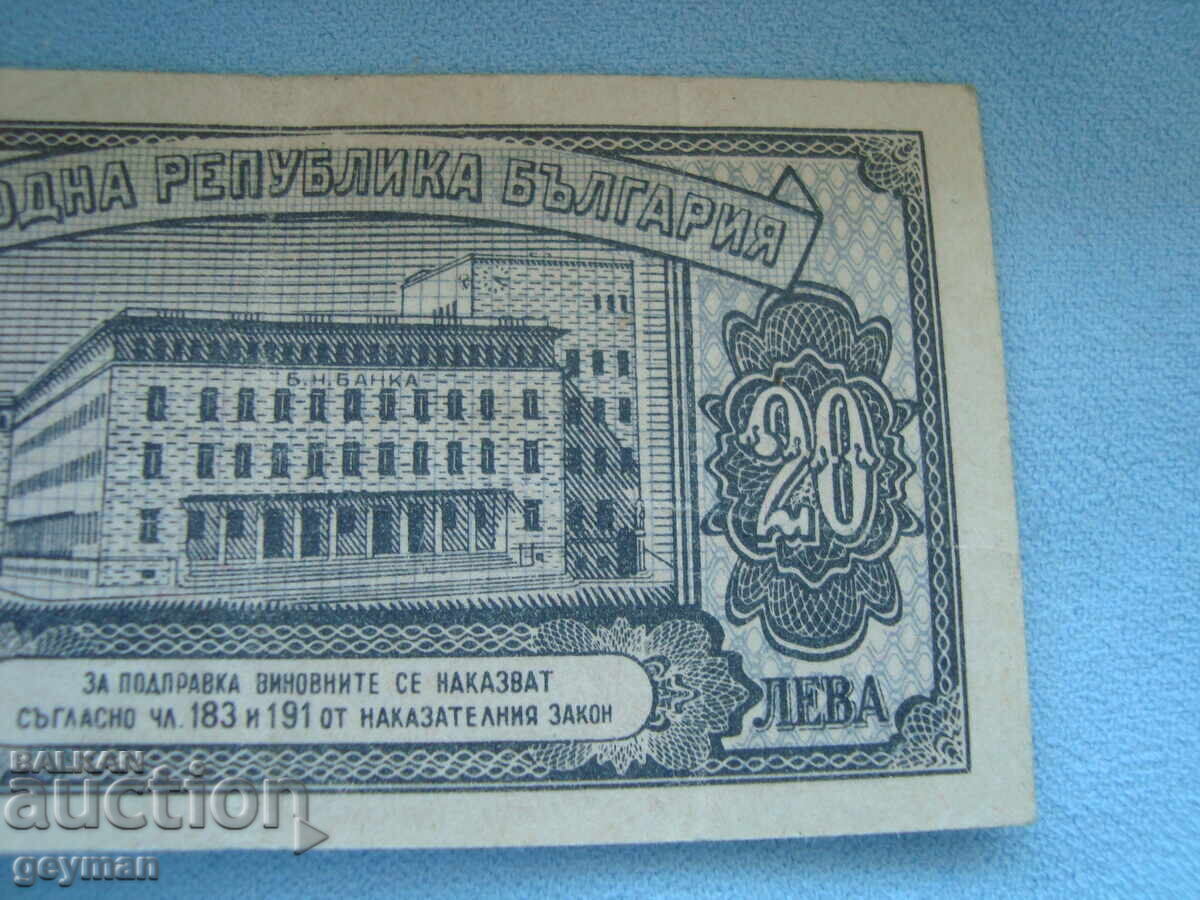 ОДНА РЕПУБЛИКА БЪЛГАРИЯ
Б.Н.БАНКА
20
ЛЕВА
ЗА ПОДПРАВКА ВИНОВНИТЕ СЕ НАКАЗВАТ
СЪГЛАСНО ЧЛ. 183 И 191 ОТ НАКАЗАТЕЛНИЯ ЗАКОН
BALKAN
auction
geyman